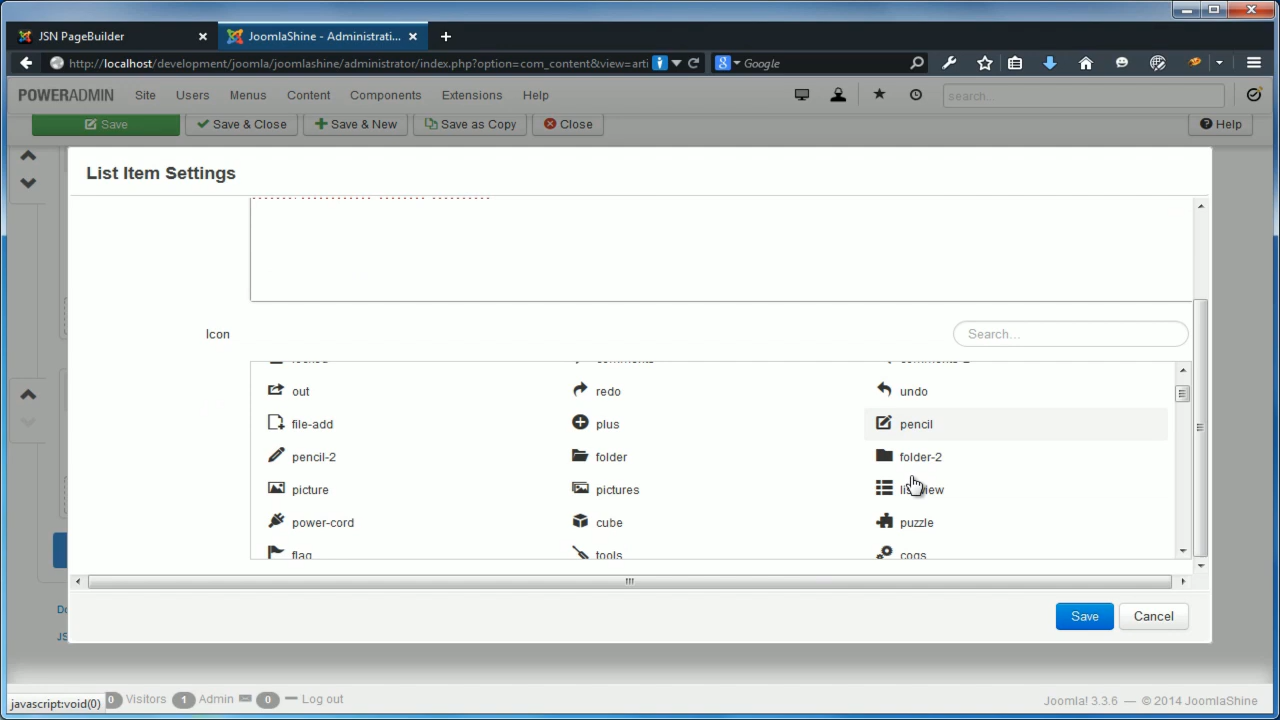 JSN PageBuilder
JoomlaShine - Administrati...
http://localhost/development/joomla/joomlashine/administrator/index.php?option=com_content&view=arti
Google
POWERADMIN
Site
Users
Menus
Content
Components
Extensions
Help
search...
Save
Save & Close
Save & New
Save as Copy
Close
Help
List Item Settings
Icon
Search...
out
redo
undo
file-add
plus
pencil
pencil-2
folder
folder-2
picture
pictures
power-cord
cube
puzzle
flag
tools
cogs
Save
Cancel
javascript:void(0)
0 Visitors
1 Admin
0
Log out
Joomla! 3.3.6 — © 2014 JoomlaShine